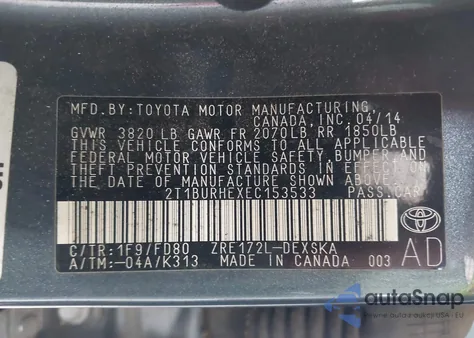 MFD.BY:TOYOTA MOTOR MANUFACTURING,
CANADA, INC. 04/14
GVWR 3820 LB GAWR FR 2070LB RR 1850LB
THIS VEHICLE CONFORMS TO ALL APPLICABLE
FEDERAL MOTOR VEHICLE SAFETY, BUMPER, AND
THEFT PREVENTION STANDARDS IN EFFECT ON
THE DATE OF MANUFACTURE SHOWN ABOVE.
2T1BURHEXEC153533 PASS.CAR
C/TR:1F9/FD80 ZRE172L-DEXSKA
A/TM:-04A/K313 MADE IN CANADA 003
AD
autoSnap